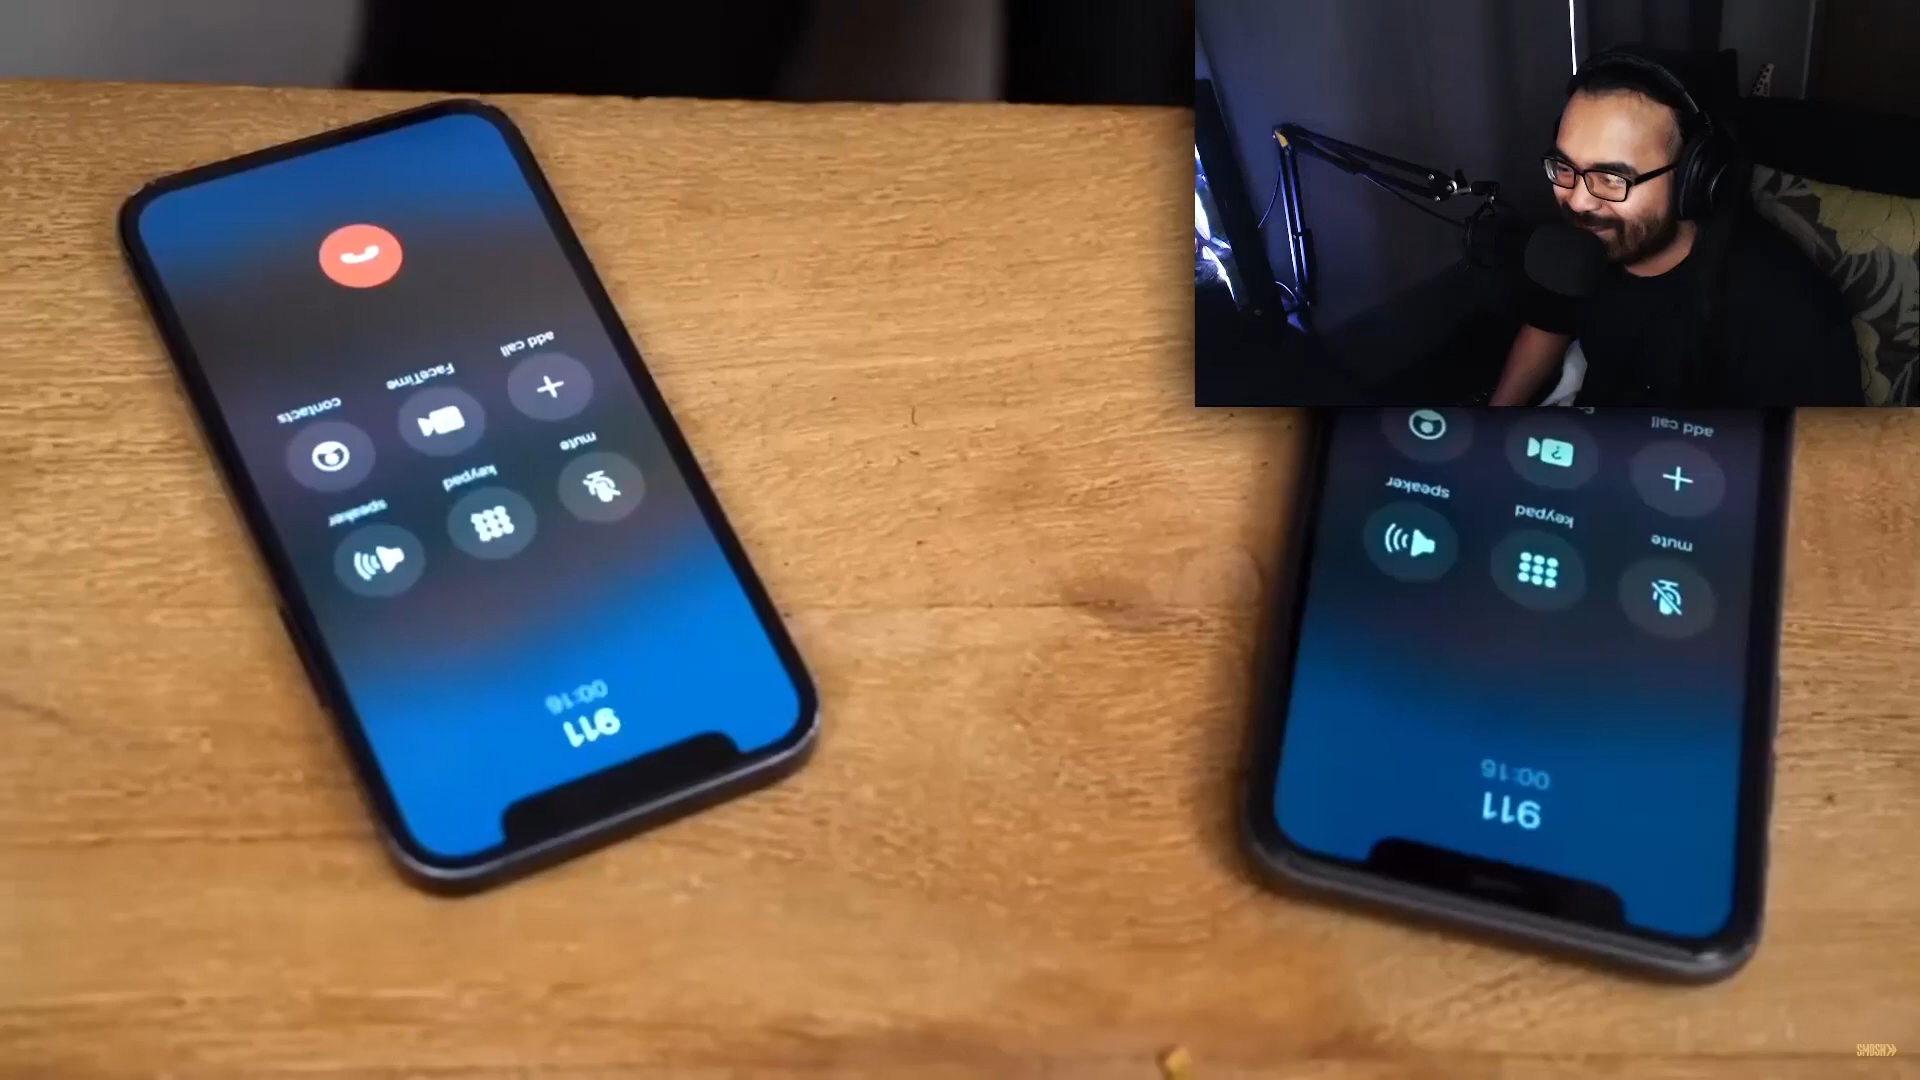 911
00:16
mute
keypad
speaker
add call
FaceTime
contacts
911
00:16
mute
keypad
speaker
add call
SMOSH